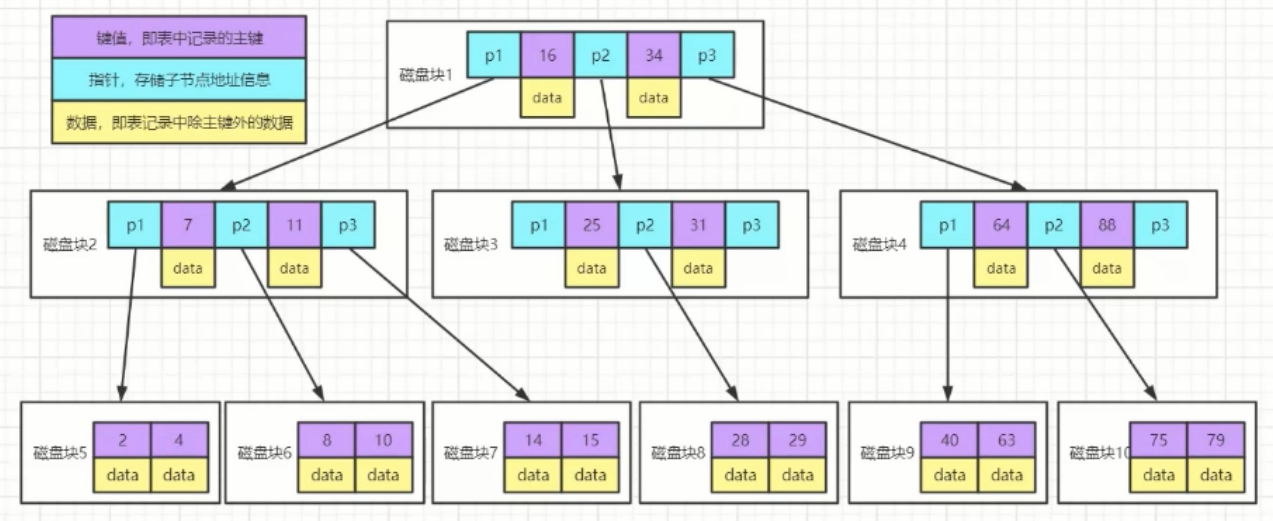 键值，即表中记录的主键
指针，存储子节点地址信息
数据，即表记录中除主键外的数据
磁盘块1
p1 16 p2 34 p3
data data
磁盘块2
p1 7 p2 11 p3
data data
磁盘块3
p1 25 p2 31 p3
data data
磁盘块4
p1 64 p2 88 p3
data data
磁盘块5
2 4
data data
磁盘块6
8 10
data data
磁盘块7
14 15
data data
磁盘块8
28 29
data data
磁盘块9
40 63
data data
磁盘块10
75 79
data data